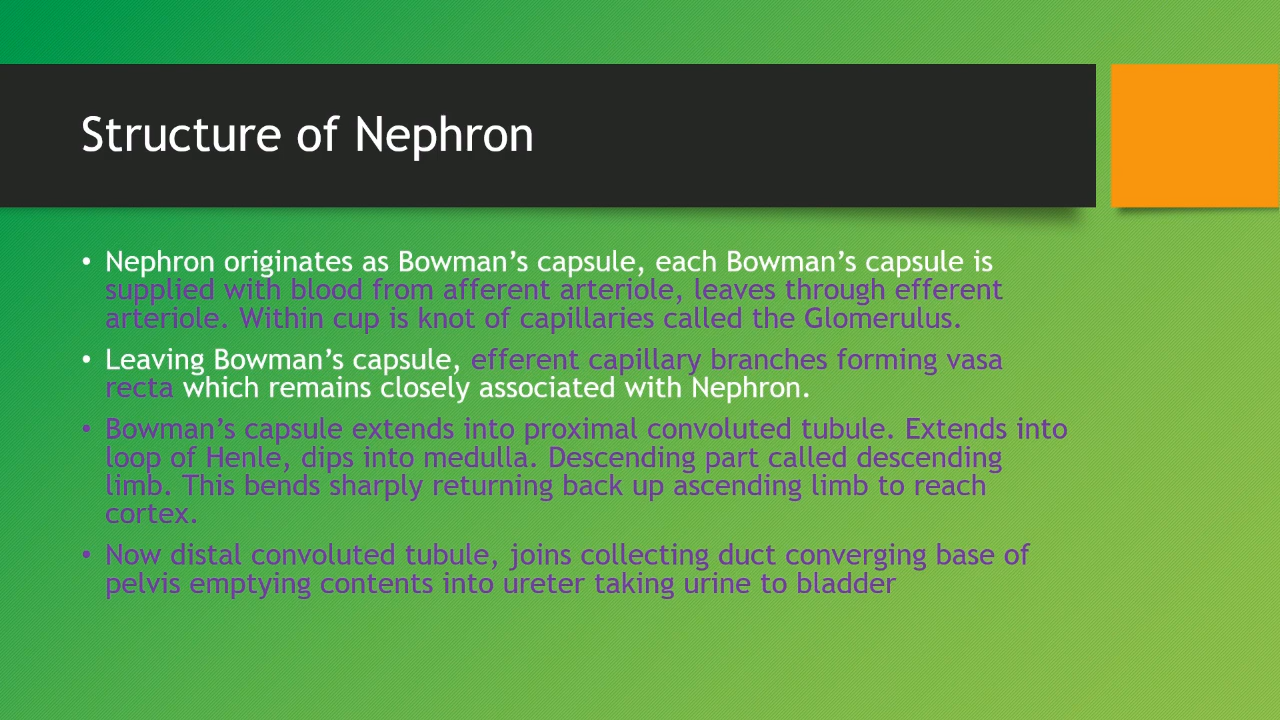 Structure of Nephron
• Nephron originates as Bowman’s capsule, each Bowman’s capsule is
supplied with blood from afferent arteriole, leaves through efferent
arteriole. Within cup is knot of capillaries called the Glomerulus.
• Leaving Bowman’s capsule, efferent capillary branches forming vasa
recta which remains closely associated with Nephron.
• Bowman’s capsule extends into proximal convoluted tubule. Extends into
loop of Henle, dips into medulla. Descending part called descending
limb. This bends sharply returning back up ascending limb to reach
cortex.
• Now distal convoluted tubule, joins collecting duct converging base of
pelvis emptying contents into ureter taking urine to bladder